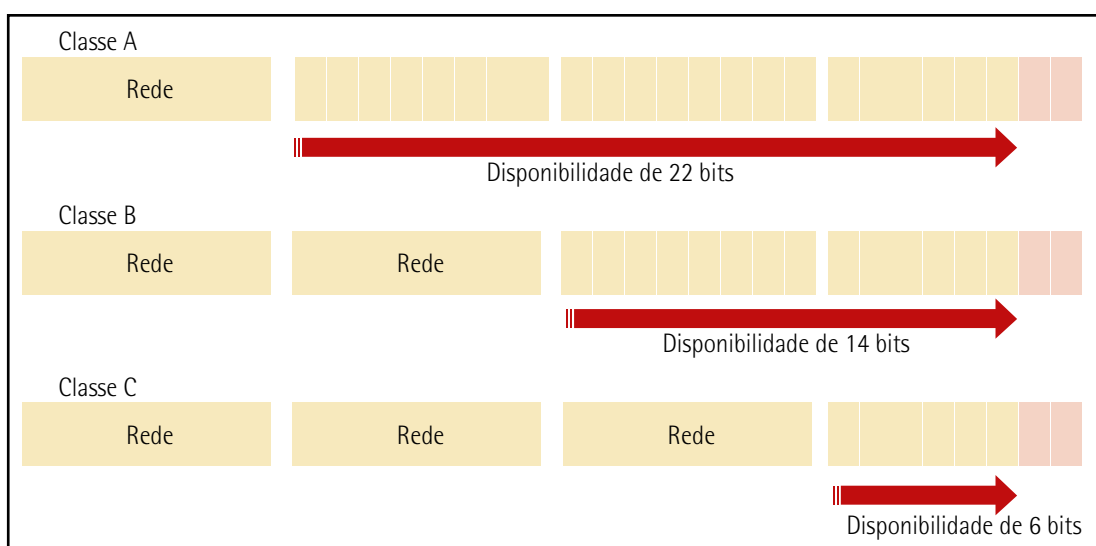 Classe A
Rede
Disponibilidade de 22 bits
Classe B
Rede Rede
Disponibilidade de 14 bits
Classe C
Rede Rede Rede
Disponibilidade de 6 bits